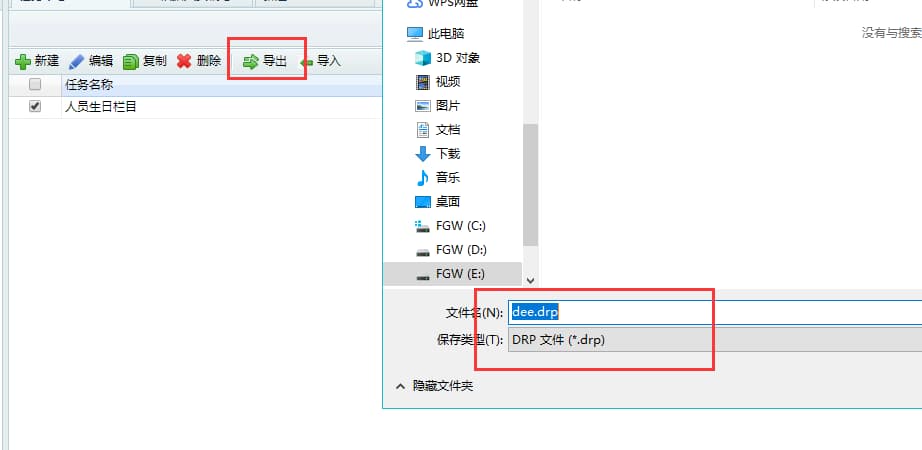 WPS网盘
此电脑
没有与搜索
新建 编辑 复制 删除 导出 导入
3D 对象
任务名称
视频
人员生日栏目
图片
文档
下载
音乐
桌面
FGW (C:)
FGW (D:)
FGW (E:)
文件名(N): dee.drp
保存类型(T): DRP 文件 (*.drp)
隐藏文件夹